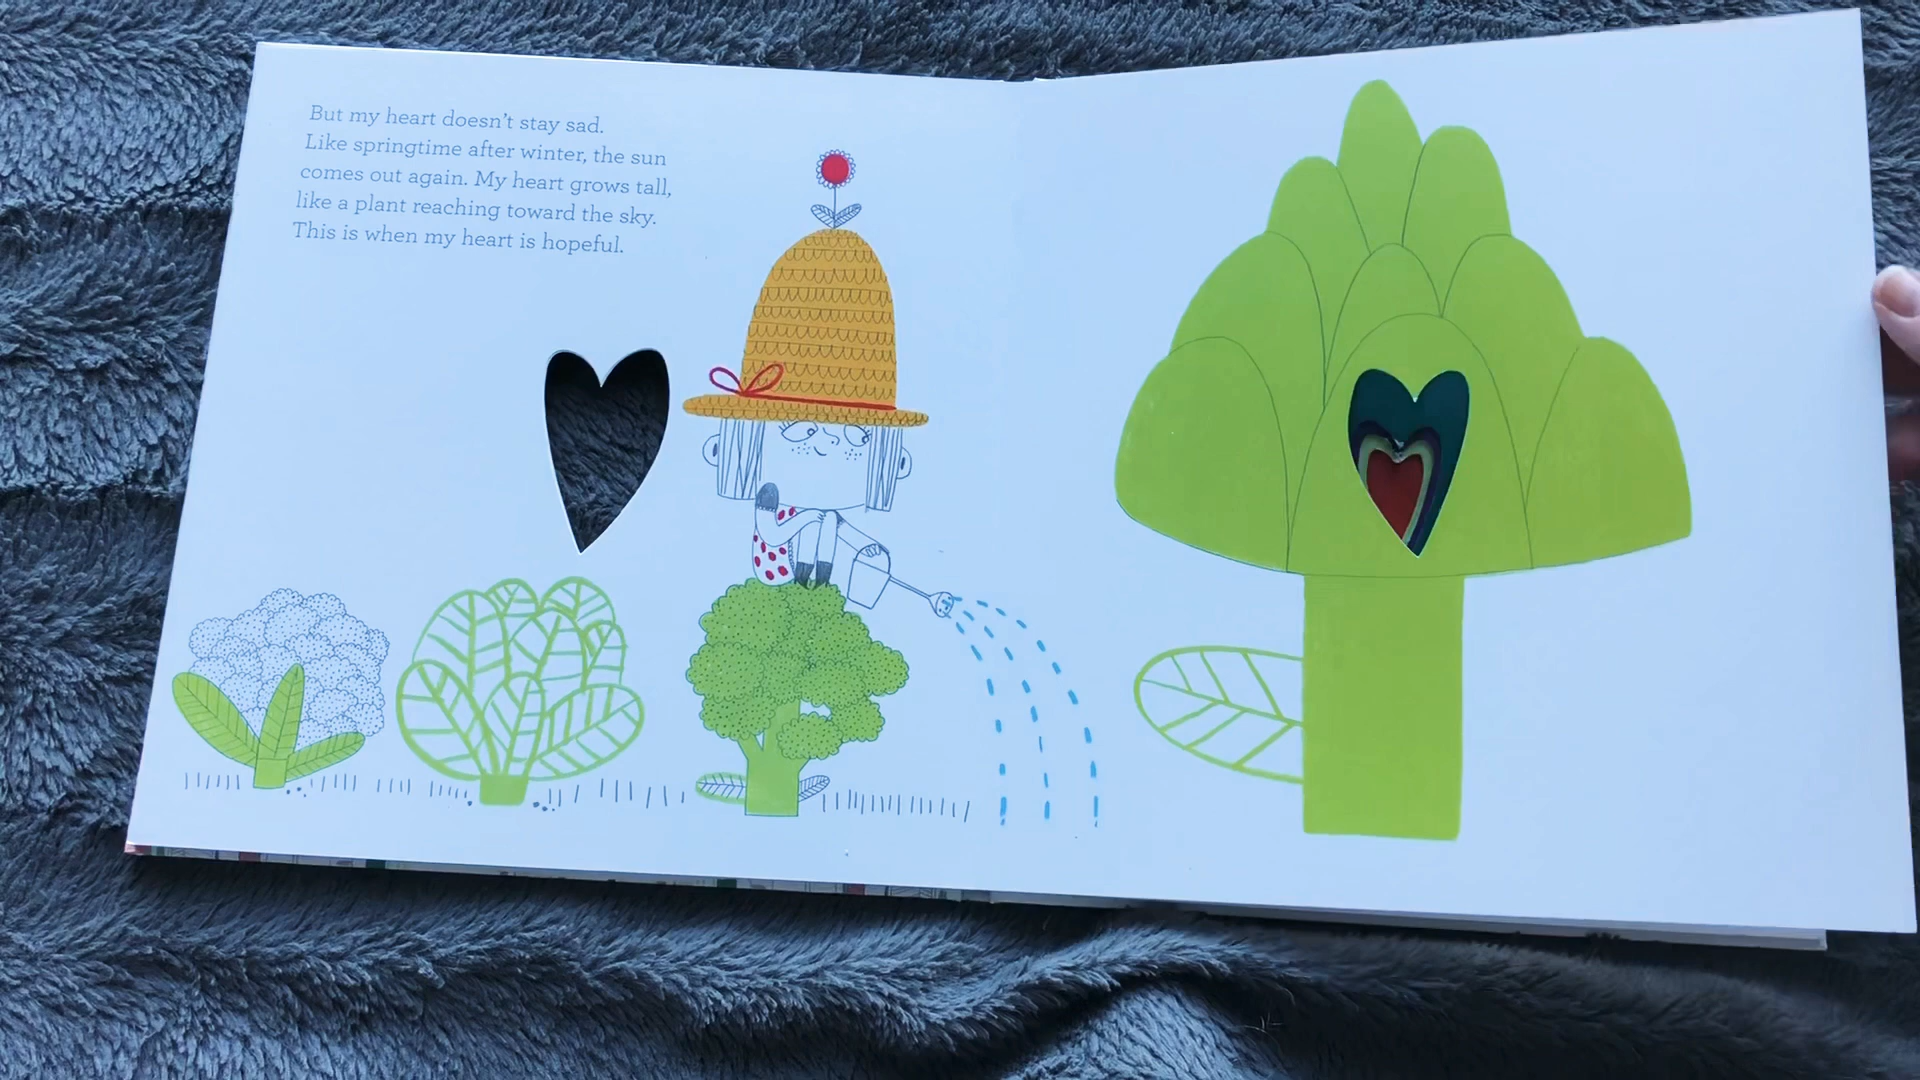 But my heart doesn't stay sad.
Like springtime after winter, the sun
comes out again. My heart grows tall,
like a plant reaching toward the sky.
This is when my heart is hopeful.